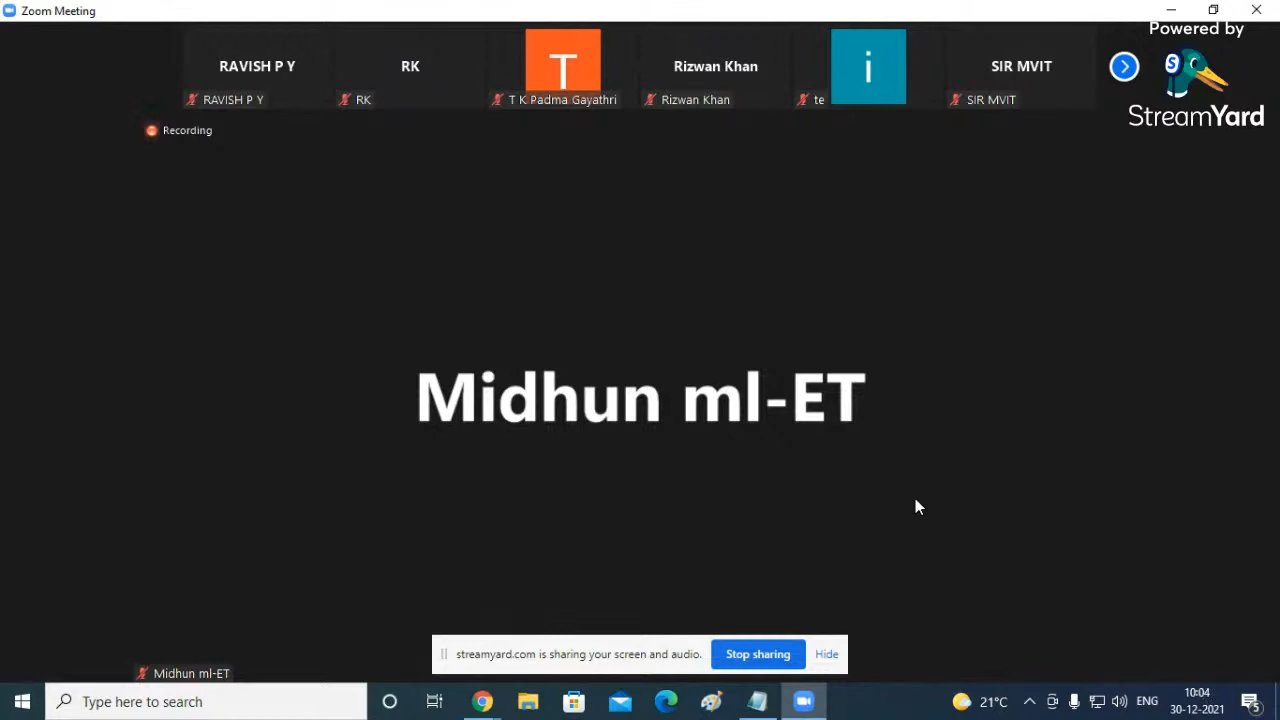 Zoom Meeting
Powered by
StreamYard
RAVISH P Y
RK
T
Rizwan Khan
i
SIR MVIT
RAVISH P Y
RK
T K Padma Gayathri
Rizwan Khan
te
SIR MVIT
Recording
Midhun ml-ET
streamyard.com is sharing your screen and audio.
Stop sharing
Hide
Midhun ml-ET
Type here to search
21°C
ENG
10:04
30-12-2021
5